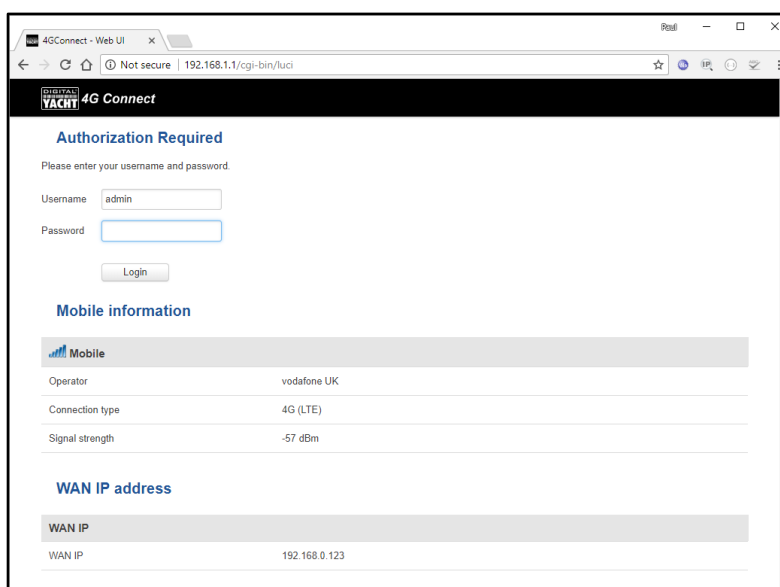 Paul
4GConnect - Web UI
Not secure | 192.168.1.1/cgi-bin/luci
DIGITAL YACHT 4G Connect
Authorization Required
Please enter your username and password.
Username admin
Password
Login
Mobile information
Mobile
Operator vodafone UK
Connection type 4G (LTE)
Signal strength -57 dBm
WAN IP address
WAN IP
WAN IP 192.168.0.123